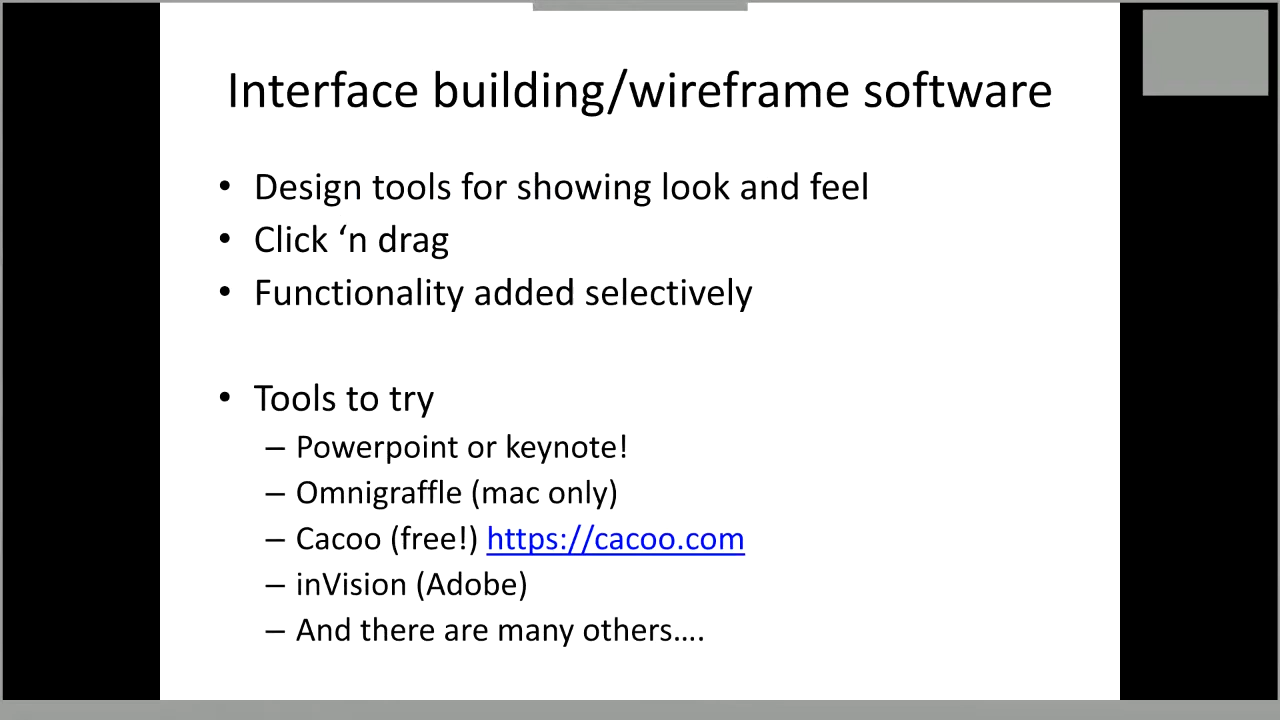 Interface building/wireframe software
• Design tools for showing look and feel
• Click ‘n drag
• Functionality added selectively
• Tools to try
– Powerpoint or keynote!
– Omnigraffle (mac only)
– Cacoo (free!) https://cacoo.com
– inVision (Adobe)
– And there are many others….